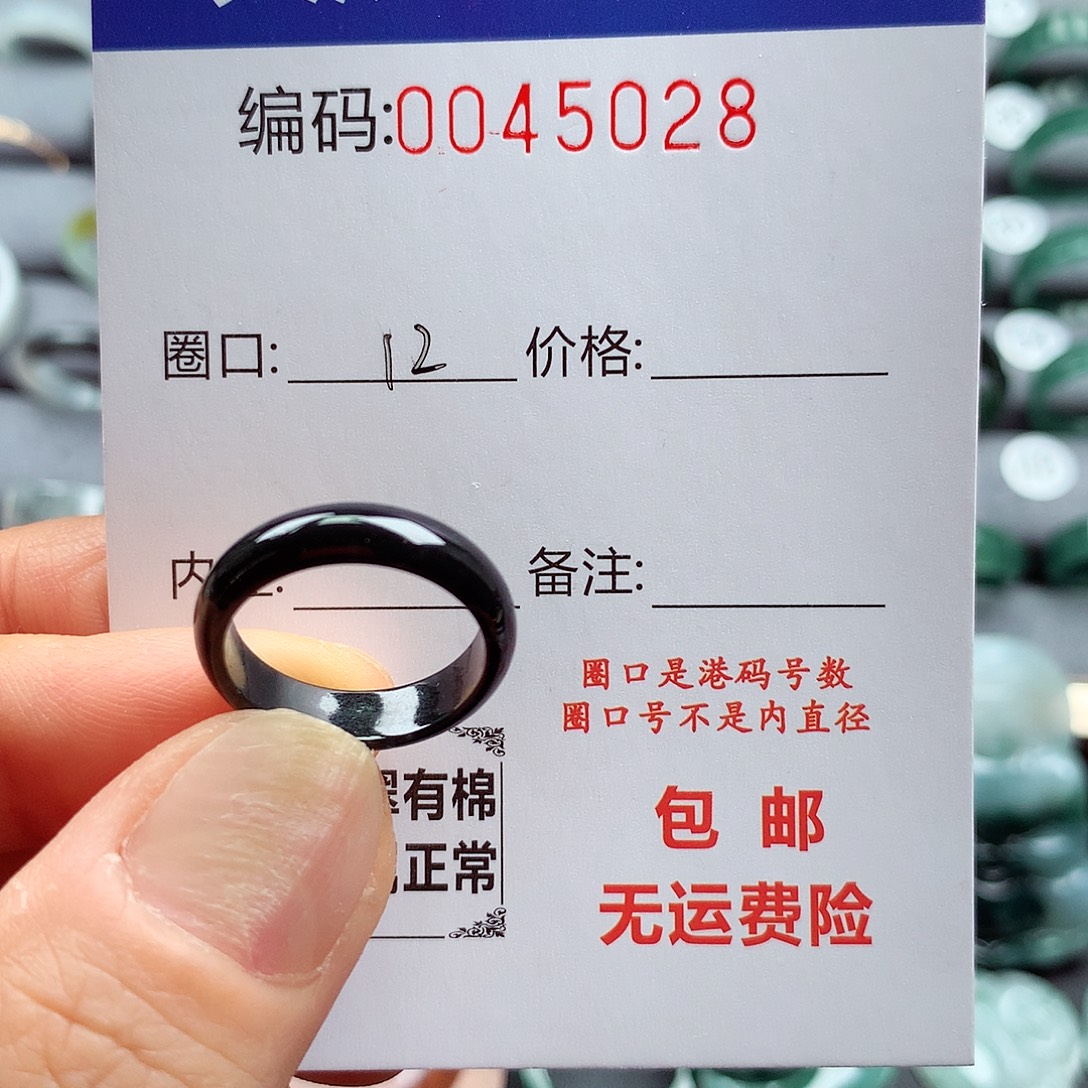 编码:0045028
圈口: 12 价格:
内 : 备注:
圈口是港码号数
圈口号不是内直径
有棉
正常
包 邮
无运费险